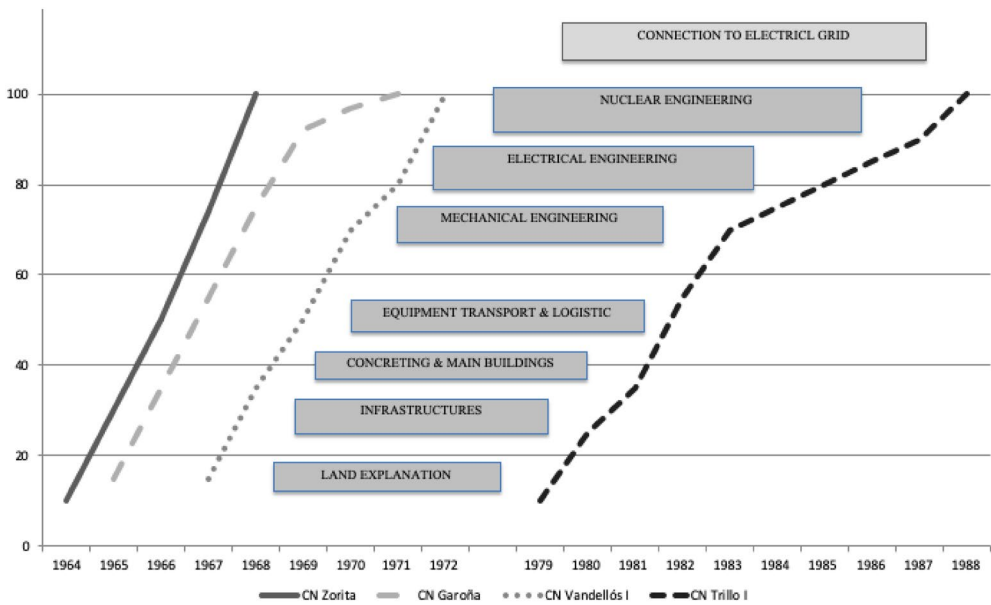 CONNECTION TO ELECTRICL GRID
100
NUCLEAR ENGINEERING
ELECTRICAL ENGINEERING
80
MECHANICAL ENGINEERING
60
EQUIPMENT TRANSPORT & LOGISTIC
40
CONCRETING & MAIN BUILDINGS
INFRASTRUCTURES
20
LAND EXPLANATION
0
1964 1965 1966 1967 1968 1969 1970 1971 1972 1979 1980 1981 1982 1983 1984 1985 1986 1987 1988
CN Zorita CN Garoña CN Vandellós I CN Trillo I